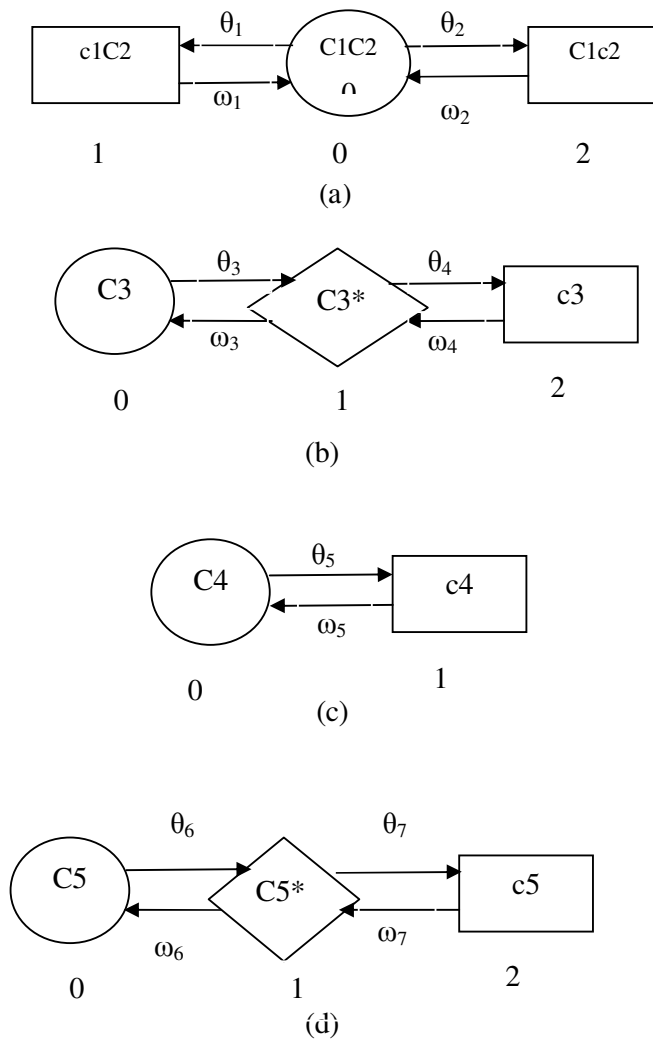 θ₁ θ₂
c1C2 C1C2 C1c2
0
ω₁ ω₂
1 0 2
(a)
θ₃ θ₄
C3 C3* c3
ω₃ ω₄
0 1 2
(b)
θ₅
C4 c4
ω₅
0 1
(c)
θ₆ θ₇
C5 C5* c5
ω₆ ω₇
0 1 2
(d)